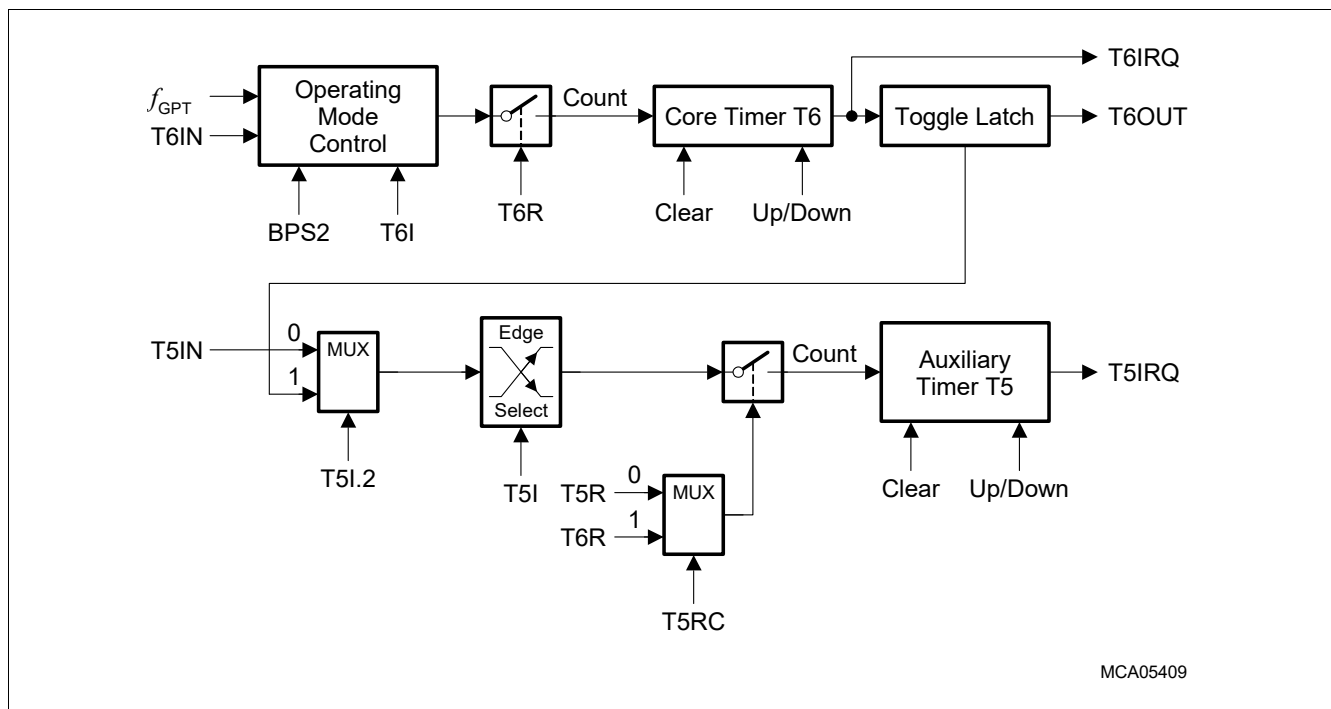 f GPT
T6IN
Operating
Mode
Control
BPS2
T6I
T6R
Count
Core Timer T6
Clear
Up/Down
Toggle Latch
T6IRQ
T6OUT
T5IN
0
1
MUX
T5I.2
Edge
Select
T5I
T5R
0
T6R
1
MUX
T5RC
Count
Auxiliary
Timer T5
Clear
Up/Down
T5IRQ
MCA05409